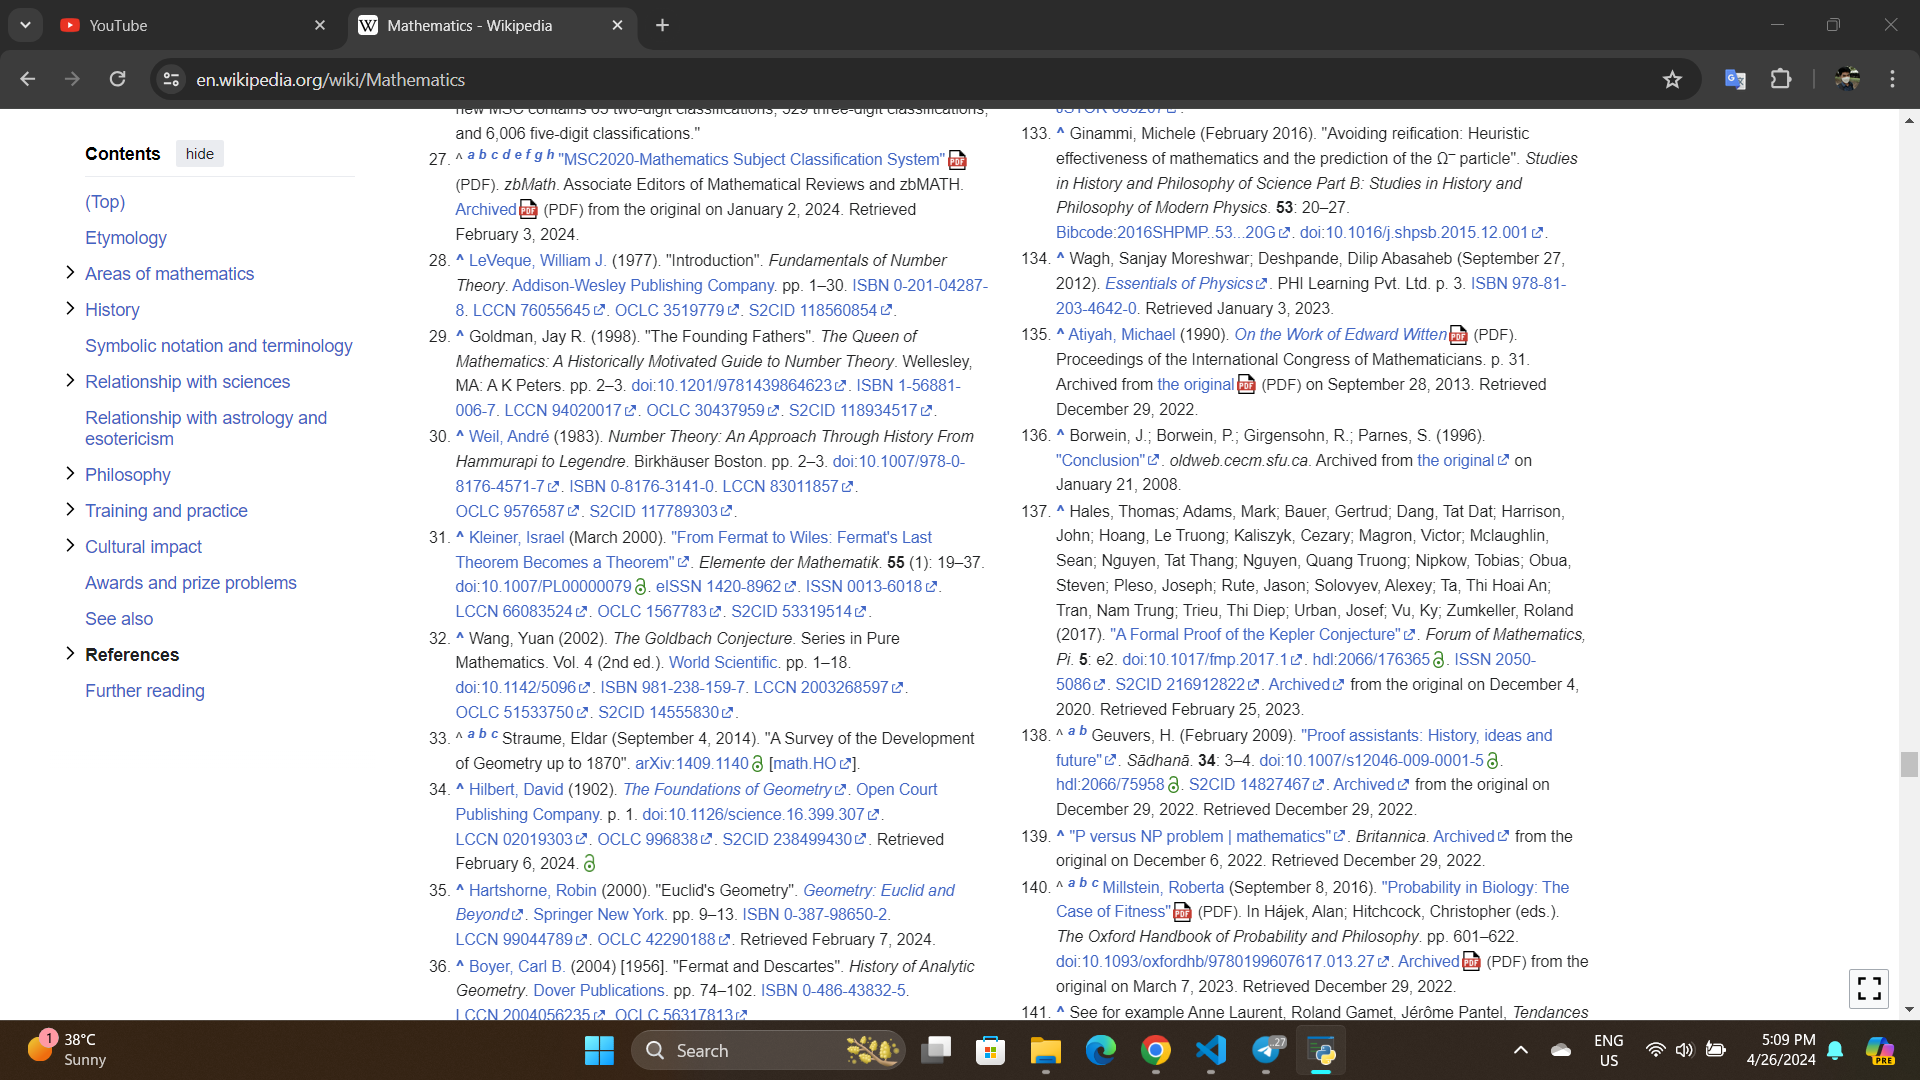 YouTube
Mathematics - Wikipedia
en.wikipedia.org/wiki/Mathematics
Contents hide
(Top)
Etymology
Areas of mathematics
History
Symbolic notation and terminology
Relationship with sciences
Relationship with astrology and
esotericism
Philosophy
Training and practice
Cultural impact
Awards and prize problems
See also
References
Further reading
new MSC contains 63 two-digit classifications, 529 three-digit classifications,
and 6,006 five-digit classifications."
27. ^ a b c d e f g h "MSC2020-Mathematics Subject Classification System"
(PDF). zbMath. Associate Editors of Mathematical Reviews and zbMATH.
Archived (PDF) from the original on January 2, 2024. Retrieved
February 3, 2024.
28. ^ LeVeque, William J. (1977). "Introduction". Fundamentals of Number
Theory. Addison-Wesley Publishing Company. pp. 1–30. ISBN 0-201-04287-
8. LCCN 76055645. OCLC 3519779. S2CID 118560854.
29. ^ Goldman, Jay R. (1998). "The Founding Fathers". The Queen of
Mathematics: A Historically Motivated Guide to Number Theory. Wellesley,
MA: A K Peters. pp. 2–3. doi:10.1201/9781439864623. ISBN 1-56881-
006-7. LCCN 94020017. OCLC 30437959. S2CID 118934517.
30. ^ Weil, André (1983). Number Theory: An Approach Through History From
Hammurapi to Legendre. Birkhäuser Boston. pp. 2–3. doi:10.1007/978-0-
8176-4571-7. ISBN 0-8176-3141-0. LCCN 83011857.
OCLC 9576587. S2CID 117789303.
31. ^ Kleiner, Israel (March 2000). "From Fermat to Wiles: Fermat's Last
Theorem Becomes a Theorem". Elemente der Mathematik. 55 (1): 19–37.
doi:10.1007/PL00000079. eISSN 1420-8962. ISSN 0013-6018.
LCCN 66083524. OCLC 1567783. S2CID 53319514.
32. ^ Wang, Yuan (2002). The Goldbach Conjecture. Series in Pure
Mathematics. Vol. 4 (2nd ed.). World Scientific. pp. 1–18.
doi:10.1142/5096. ISBN 981-238-159-7. LCCN 2003268597.
OCLC 51533750. S2CID 14555830.
33. ^ a b c Straume, Eldar (September 4, 2014). "A Survey of the Development
of Geometry up to 1870". arXiv:1409.1140 [math.HO].
34. ^ Hilbert, David (1902). The Foundations of Geometry. Open Court
Publishing Company. p. 1. doi:10.1126/science.16.399.307.
LCCN 02019303. OCLC 996838. S2CID 238499430. Retrieved
February 6, 2024.
35. ^ Hartshorne, Robin (2000). "Euclid's Geometry". Geometry: Euclid and
Beyond. Springer New York. pp. 9–13. ISBN 0-387-98650-2.
LCCN 99044789. OCLC 42290188. Retrieved February 7, 2024.
36. ^ Boyer, Carl B. (2004) [1956]. "Fermat and Descartes". History of Analytic
Geometry. Dover Publications. pp. 74–102. ISBN 0-486-43832-5.
LCCN 2004056235. OCLC 56317813.
133. ^ Ginammi, Michele (February 2016). "Avoiding reification: Heuristic
effectiveness of mathematics and the prediction of the Ω− particle". Studies
in History and Philosophy of Science Part B: Studies in History and
Philosophy of Modern Physics. 53: 20–27.
Bibcode:2016SHPMP..53...20G. doi:10.1016/j.shpsb.2015.12.001.
134. ^ Wagh, Sanjay Moreshwar; Deshpande, Dilip Abasaheb (September 27,
2012). Essentials of Physics. PHI Learning Pvt. Ltd. p. 3. ISBN 978-81-
203-4642-0. Retrieved January 3, 2023.
135. ^ Atiyah, Michael (1990). On the Work of Edward Witten (PDF).
Proceedings of the International Congress of Mathematicians. p. 31.
Archived from the original (PDF) on September 28, 2013. Retrieved
December 29, 2022.
136. ^ Borwein, J.; Borwein, P.; Girgensohn, R.; Parnes, S. (1996).
"Conclusion". oldweb.cecm.sfu.ca. Archived from the original on
January 21, 2008.
137. ^ Hales, Thomas; Adams, Mark; Bauer, Gertrud; Dang, Tat Dat; Harrison,
John; Hoang, Le Truong; Kaliszyk, Cezary; Magron, Victor; Mclaughlin,
Sean; Nguyen, Tat Thang; Nguyen, Quang Truong; Nipkow, Tobias; Obua,
Steven; Pleso, Joseph; Rute, Jason; Solovyev, Alexey; Ta, Thi Hoai An;
Tran, Nam Trung; Trieu, Thi Diep; Urban, Josef; Vu, Ky; Zumkeller, Roland
(2017). "A Formal Proof of the Kepler Conjecture". Forum of Mathematics,
Pi. 5: e2. doi:10.1017/fmp.2017.1. hdl:2066/176365. ISSN 2050-
5086. S2CID 216912822. Archived from the original on December 4,
2020. Retrieved February 25, 2023.
138. ^ a b Geuvers, H. (February 2009). "Proof assistants: History, ideas and
future". Sādhanā. 34: 3–4. doi:10.1007/s12046-009-0001-5.
hdl:2066/75958. S2CID 14827467. Archived from the original on
December 29, 2022. Retrieved December 29, 2022.
139. ^ "P versus NP problem | mathematics". Britannica. Archived from the
original on December 6, 2022. Retrieved December 29, 2022.
140. ^ a b c Millstein, Roberta (September 8, 2016). "Probability in Biology: The
Case of Fitness" (PDF). In Hájek, Alan; Hitchcock, Christopher (eds.).
The Oxford Handbook of Probability and Philosophy. pp. 601–622.
doi:10.1093/oxfordhb/9780199607617.013.27. Archived (PDF) from the
original on March 7, 2023. Retrieved December 29, 2022.
141. ^ See for example Anne Laurent, Roland Gamet, Jérôme Pantel, Tendances
1
38°C
Sunny
Search
27
ENG
US
5:09 PM
4/26/2024
PRE